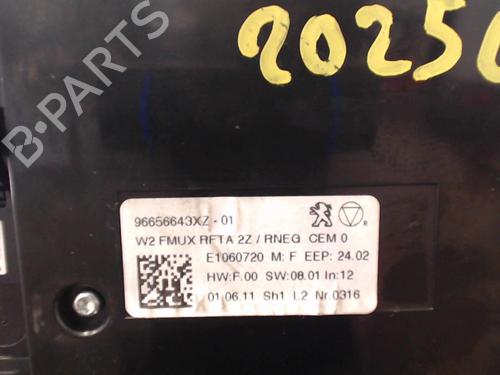 20256
B-PARTS
96656643XZ - 01
R
W2 FMUX RFTA 2Z / RNEG CEM 0
E1060720 M: F EEP: 24.02
HW:F.00 SW:08.01 In:12
01.06.11 Sh1 L2 Nr.0316